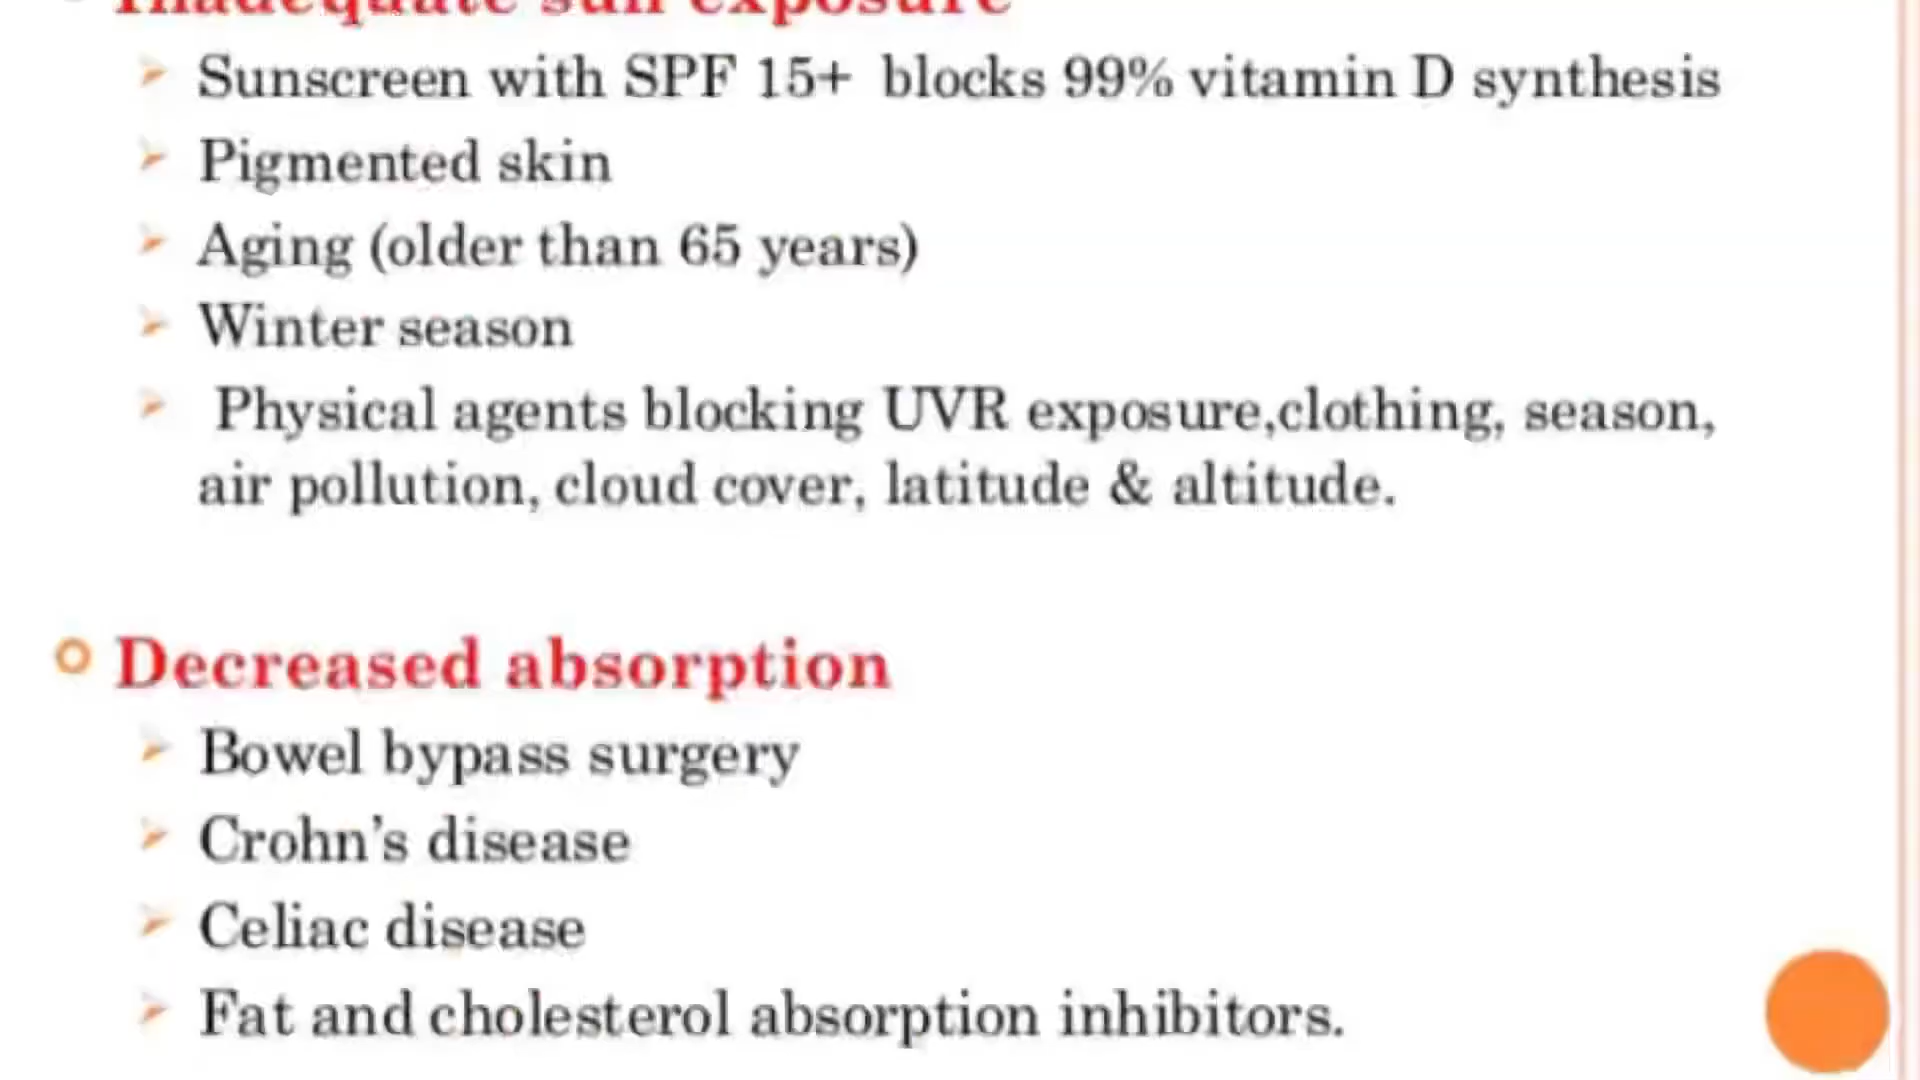 Inadequate sun exposure
Sunscreen with SPF 15+ blocks 99% vitamin D synthesis
Pigmented skin
Aging (older than 65 years)
Winter season
Physical agents blocking UVR exposure,clothing, season,
air pollution, cloud cover, latitude & altitude.
Decreased absorption
Bowel bypass surgery
Crohn's disease
Celiac disease
Fat and cholesterol absorption inhibitors.